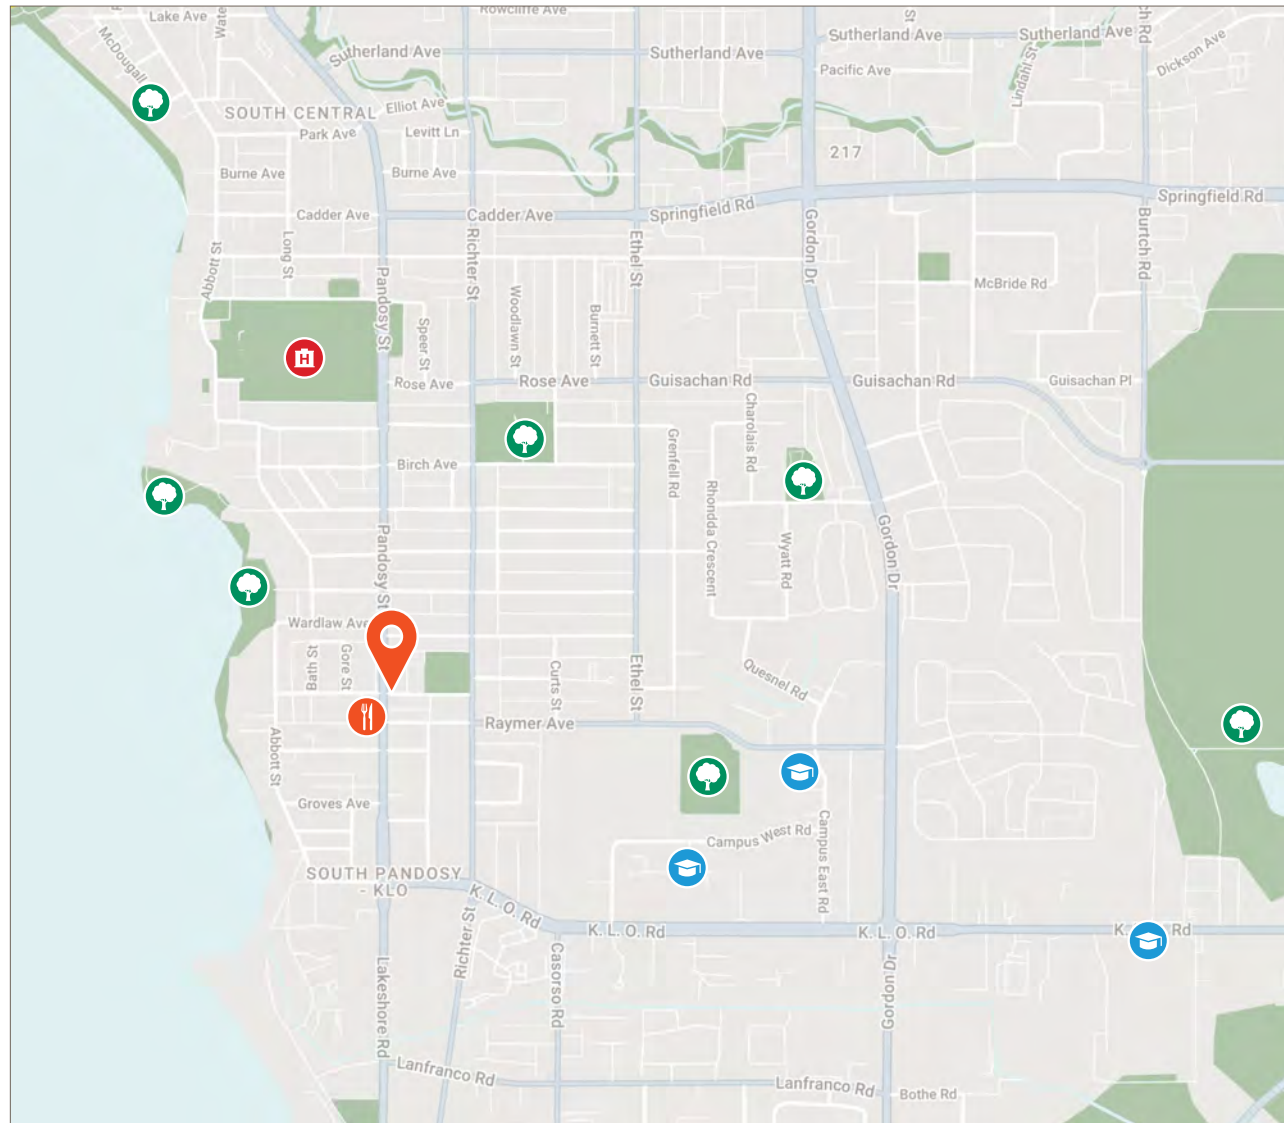 Rowcliffe Ave
Lake Ave
McDougall
Sutherland Ave
Sutherland Ave
Sutherland Ave
Sutherland Ave
St
Dickson Ave
Pacific Ave
Lindahl St
SOUTH CENTRAL
Elliot Ave
Park Ave
Levitt Ln
217
Burne Ave
Burne Ave
Cadder Ave
Cadder Ave
Springfield Rd
Springfield Rd
Abbott St
Long St
Pandosy St
Richter St
Ethel St
Gordon Dr
Burtch Rd
McBride Rd
Woodlawn St
Burnett St
Speer St
H
Rose Ave
Rose Ave
Guisachan Rd
Guisachan Rd
Guisachan Pl
Charolais Rd
Grenfell Rd
Birch Ave
Rhondda Crescent
Pandosy St
Wyatt Rd
Gordon Dr
Wardlaw Ave
Bath St
Gore St
Curts St
Ethel St
Quesnel Rd
Raymer Ave
Abbott St
Groves Ave
Campus West Rd
Campus East Rd
SOUTH PANDOSY
- KLO
K. L. O. Rd
K. L. O. Rd
K. L. O. Rd
K Rd
Richter St
Casorso Rd
Lakeshore Rd
Gordon Dr
Lanfranco Rd
Lanfranco Rd
Bothe Rd